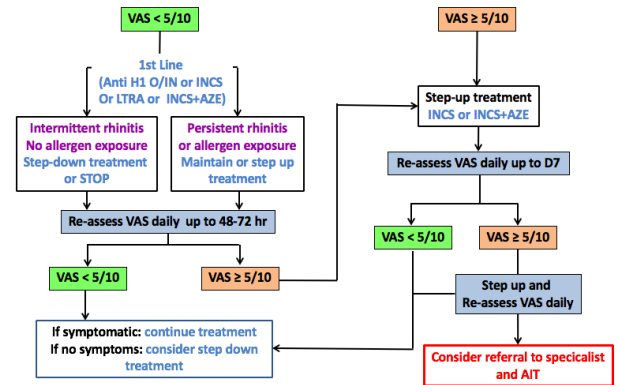 VAS < 5/10
1st Line
(Anti H1 O/IN or INCS
Or LTRA or INCS+AZE)
Intermittent rhinitis
No allergen exposure
Step-down treatment
or STOP
Persistent rhinitis
or allergen exposure
Maintain or step up
treatment
Re-assess VAS daily up to 48-72 hr
VAS < 5/10
VAS ≥ 5/10
If symptomatic: continue treatment
If no symptoms: consider step down
treatment
VAS ≥ 5/10
Step-up treatment
INCS or INCS+AZE
Re-assess VAS daily up to D7
VAS < 5/10
VAS ≥ 5/10
Step up and
Re-assess VAS daily
Consider referral to specicalist
and AIT